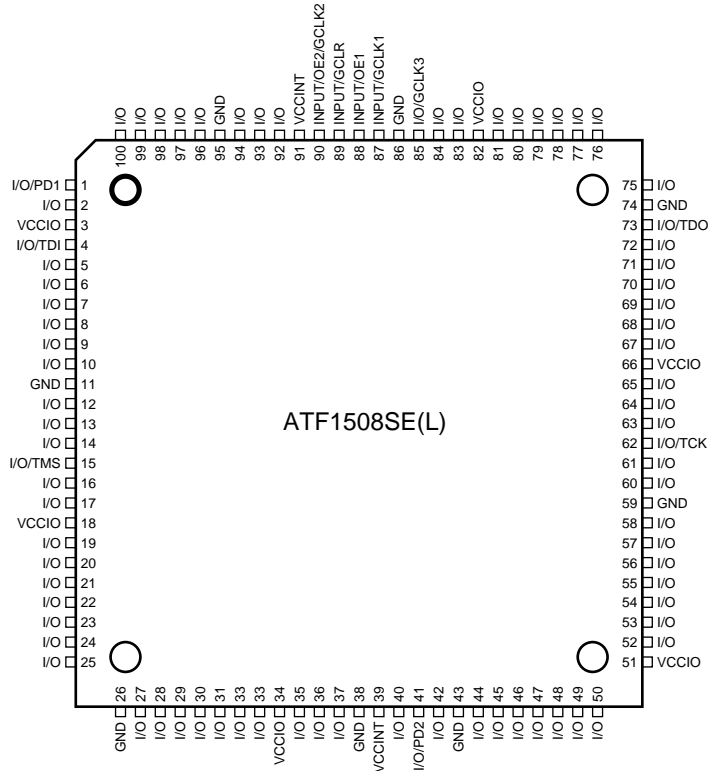 I/O
I/O
I/O
I/O
I/O
GND
I/O
I/O
I/O
VCCINT
INPUT/OE2/GCLK2
INPUT/GCLR
INPUT/OE1
INPUT/GCLK1
GND
I/O/GCLK3
I/O
I/O
VCCIO
I/O
I/O
I/O
I/O
I/O
I/O
100
99
98
97
96
95
94
93
92
91
90
89
88
87
86
85
84
83
82
81
80
79
78
77
76
I/O/PD1 1
I/O 2
VCCIO 3
I/O/TDI 4
I/O 5
I/O 6
I/O 7
I/O 8
I/O 9
I/O 10
GND 11
I/O 12
I/O 13
I/O 14
I/O/TMS 15
I/O 16
I/O 17
VCCIO 18
I/O 19
I/O 20
I/O 21
I/O 22
I/O 23
I/O 24
I/O 25
ATF1508SE(L)
75 I/O
74 GND
73 I/O/TDO
72 I/O
71 I/O
70 I/O
69 I/O
68 I/O
67 I/O
66 VCCIO
65 I/O
64 I/O
63 I/O
62 I/O/TCK
61 I/O
60 I/O
59 GND
58 I/O
57 I/O
56 I/O
55 I/O
54 I/O
53 I/O
52 I/O
51 VCCIO
26
27
28
29
30
31
33
33
34
35
36
37
38
39
40
41
42
43
44
45
46
47
48
49
50
GND
I/O
I/O
I/O
I/O
I/O
I/O
I/O
VCCIO
I/O
I/O
I/O
GND
VCCINT
I/O
I/O/PD2
I/O
GND
I/O
I/O
I/O
I/O
I/O
I/O
I/O